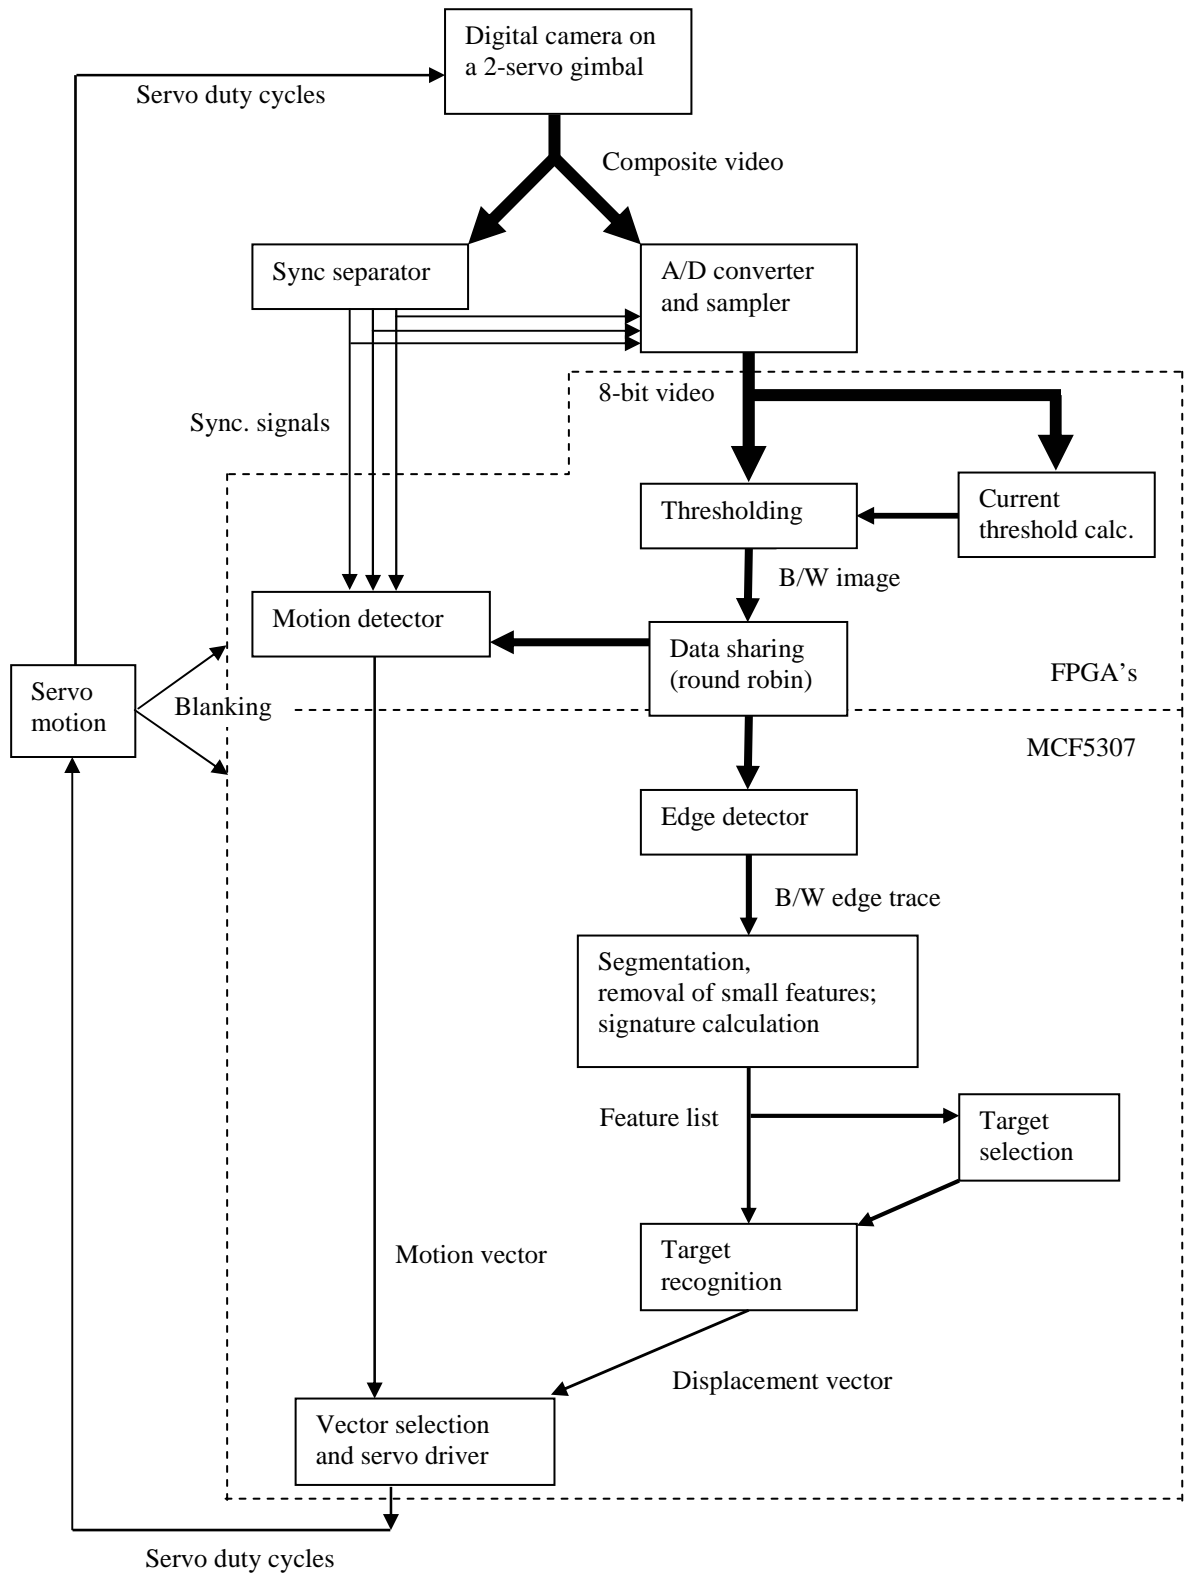 Digital camera on
a 2-servo gimbal
Servo duty cycles
Composite video
Sync separator
A/D converter
and sampler
8-bit video
Sync. signals
Thresholding
Current
threshold calc.
B/W image
Motion detector
Data sharing
(round robin)
FPGA's
Servo
motion
Blanking
MCF5307
Edge detector
B/W edge trace
Segmentation,
removal of small features;
signature calculation
Feature list
Target
selection
Motion vector
Target
recognition
Displacement vector
Vector selection
and servo driver
Servo duty cycles